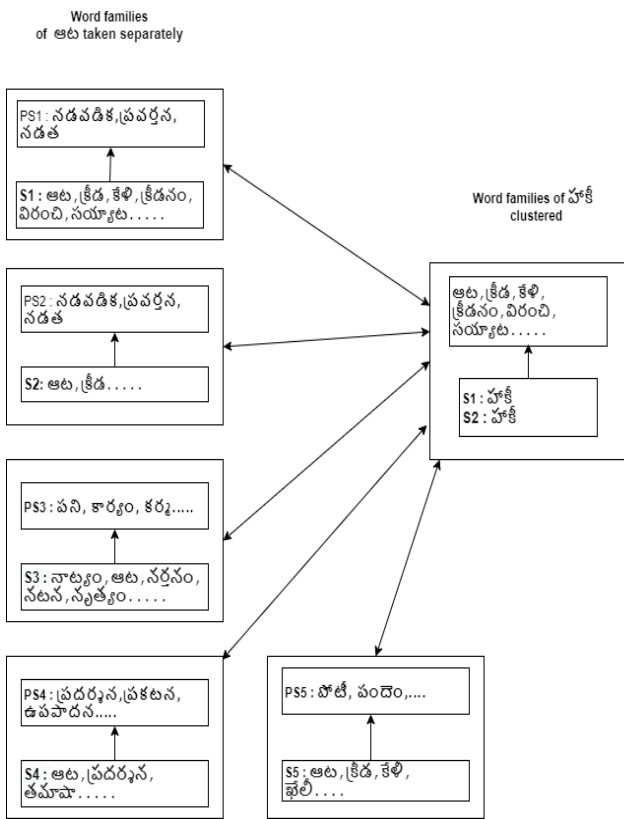 Word families
of ఆట taken separately
PS1 : నడవడిక,ప్రవర్తన,
నడత
S1 : ఆట,క్రీడ,కేళి,క్రీడనం,
విరంచి,సయ్యాట.....
PS2 : నడవడిక,ప్రవర్తన,
నడత
S2: ఆట,క్రీడ.....
PS3 : పని, కార్యం, కర్మ.....
S3 : నాట్యం,ఆట,నర్తనం,
నటన,నృత్యం.....
PS4: ప్రదర్శన,ప్రకటన,
ఉపపాదన.....
S4: ఆట,ప్రదర్శన,
తమాషా.....
PS5: పోటీ, పందెం,....
S5: ఆట,క్రీడ,కేళి,
ఖేలీ....
Word families of హాకీ
clustered
ఆట,క్రీడ,కేళి,
క్రీడనం,విరంచి,
సయ్యాట.....
S1 : హాకీ
S2 : హాకీ